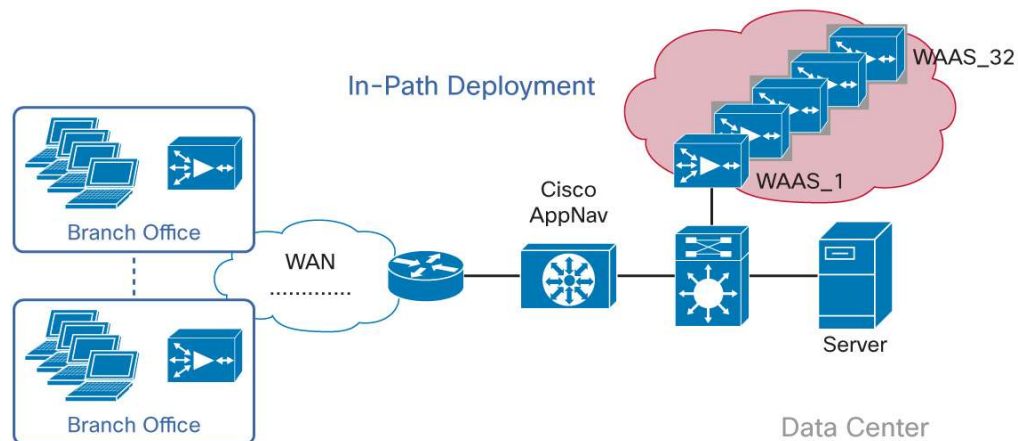 In-Path Deployment
WAAS_32
WAAS_1
Cisco
AppNav
Branch Office
WAN
.............
Branch Office
Server
Data Center